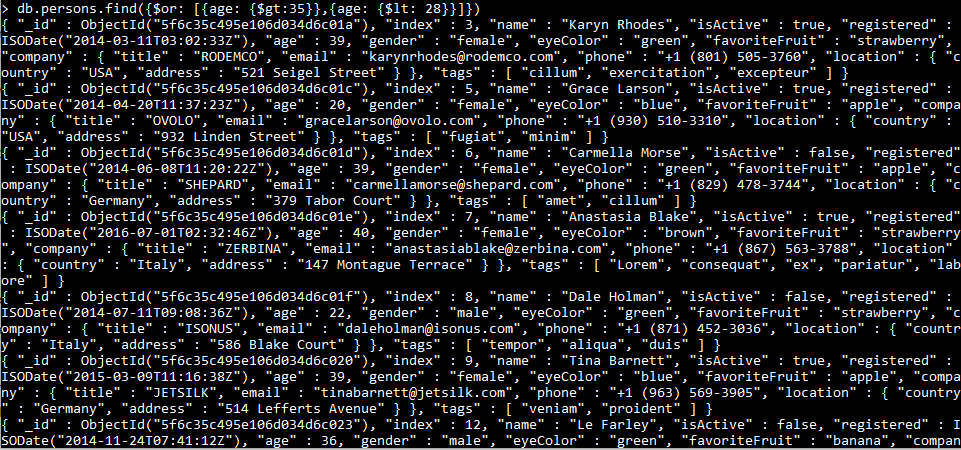 > db.persons.find({$or: [{age: {$gt:35}},{age: {$lt: 28}}]})
{ "_id" : ObjectId("5f6c35c495e106d034d6c01a"), "index" : 3, "name" : "Karyn Rhodes", "isActive" : true, "registered" :
ISODate("2014-03-11T03:02:33Z"), "age" : 39, "gender" : "female", "eyeColor" : "green", "favoriteFruit" : "strawberry",
"company" : { "title" : "RODEMCO", "email" : "karynrhodes@rodemco.com", "phone" : "+1 (801) 505-3760", "location" : { "c
ountry" : "USA", "address" : "521 Seigel Street" } }, "tags" : [ "cillum", "exercitation", "excepteur" ] }
{ "_id" : ObjectId("5f6c35c495e106d034d6c01c"), "index" : 5, "name" : "Grace Larson", "isActive" : true, "registered" :
ISODate("2014-04-20T11:37:23Z"), "age" : 20, "gender" : "female", "eyeColor" : "blue", "favoriteFruit" : "apple", "compa
ny" : { "title" : "OVOLO", "email" : "gracelarson@ovolo.com", "phone" : "+1 (930) 510-3310", "location" : { "country" :
"USA", "address" : "932 Linden Street" } }, "tags" : [ "fugiat", "minim" ] }
{ "_id" : ObjectId("5f6c35c495e106d034d6c01d"), "index" : 6, "name" : "Carmella Morse", "isActive" : false, "registered"
: ISODate("2014-06-08T11:20:22Z"), "age" : 39, "gender" : "female", "eyeColor" : "green", "favoriteFruit" : "apple", "c
ompany" : { "title" : "SHEPARD", "email" : "carmellamorse@shepard.com", "phone" : "+1 (829) 478-3744", "location" : { "c
ountry" : "Germany", "address" : "379 Tabor Court" } }, "tags" : [ "amet", "cillum" ] }
{ "_id" : ObjectId("5f6c35c495e106d034d6c01e"), "index" : 7, "name" : "Anastasia Blake", "isActive" : true, "registered"
: ISODate("2016-07-01T02:32:46Z"), "age" : 40, "gender" : "female", "eyeColor" : "brown", "favoriteFruit" : "strawberry
", "company" : { "title" : "ZERBINA", "email" : "anastasiablake@zerbina.com", "phone" : "+1 (867) 563-3788", "location"
: { "country" : "Italy", "address" : "147 Montague Terrace" } }, "tags" : [ "Lorem", "consequat", "ex", "pariatur", "lab
ore" ] }
{ "_id" : ObjectId("5f6c35c495e106d034d6c01f"), "index" : 8, "name" : "Dale Holman", "isActive" : false, "registered" :
ISODate("2014-07-11T09:08:36Z"), "age" : 22, "gender" : "male", "eyeColor" : "green", "favoriteFruit" : "strawberry", "c
ompany" : { "title" : "ISONUS", "email" : "daleholman@isonus.com", "phone" : "+1 (871) 452-3036", "location" : { "countr
y" : "Italy", "address" : "586 Blake Court" } }, "tags" : [ "tempor", "aliqua", "duis" ] }
{ "_id" : ObjectId("5f6c35c495e106d034d6c020"), "index" : 9, "name" : "Tina Barnett", "isActive" : true, "registered" :
ISODate("2015-03-09T11:16:38Z"), "age" : 39, "gender" : "female", "eyeColor" : "blue", "favoriteFruit" : "apple", "compa
ny" : { "title" : "JETSILK", "email" : "tinabarnett@jetsilk.com", "phone" : "+1 (963) 569-3905", "location" : { "country
" : "Germany", "address" : "514 Lefferts Avenue" } }, "tags" : [ "veniam", "proident" ] }
{ "_id" : ObjectId("5f6c35c495e106d034d6c023"), "index" : 12, "name" : "Le Farley", "isActive" : false, "registered" : I
SODate("2014-11-24T07:41:12Z"), "age" : 36, "gender" : "male", "eyeColor" : "green", "favoriteFruit" : "banana", "compan